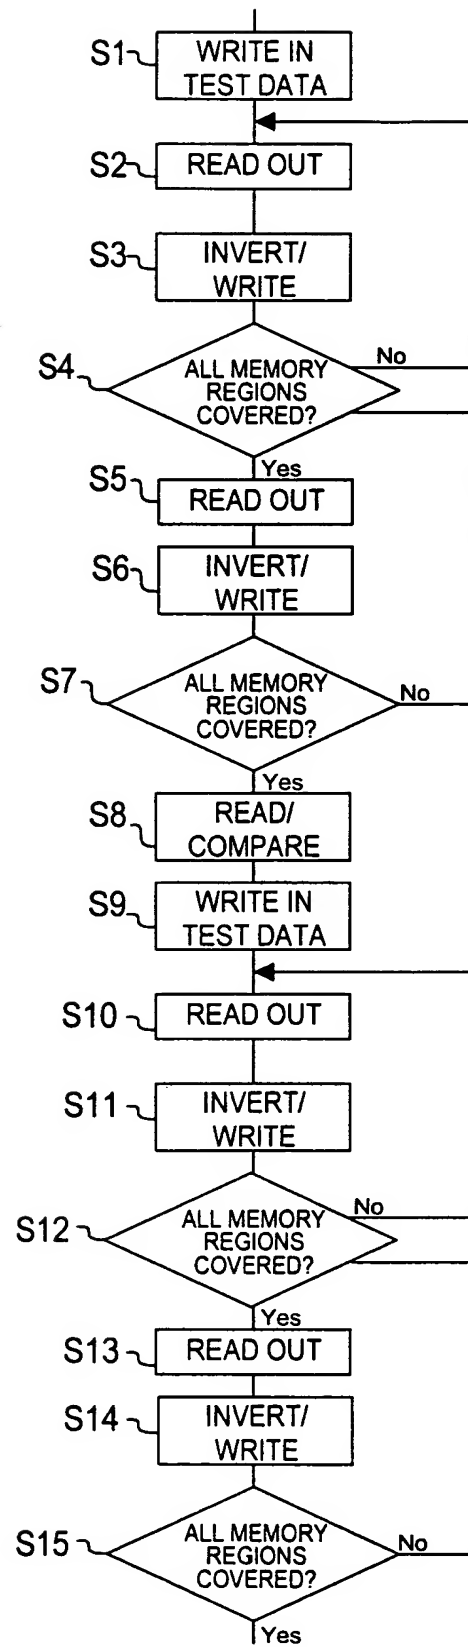 S1
WRITE IN
TEST DATA
S2
READ OUT
S3
INVERT/
WRITE
S4
ALL MEMORY
REGIONS
COVERED?
No
Yes
S5
READ OUT
S6
INVERT/
WRITE
S7
ALL MEMORY
REGIONS
COVERED?
No
Yes
S8
READ/
COMPARE
S9
WRITE IN
TEST DATA
S10
READ OUT
S11
INVERT/
WRITE
S12
ALL MEMORY
REGIONS
COVERED?
No
Yes
S13
READ OUT
S14
INVERT/
WRITE
S15
ALL MEMORY
REGIONS
COVERED?
No
Yes